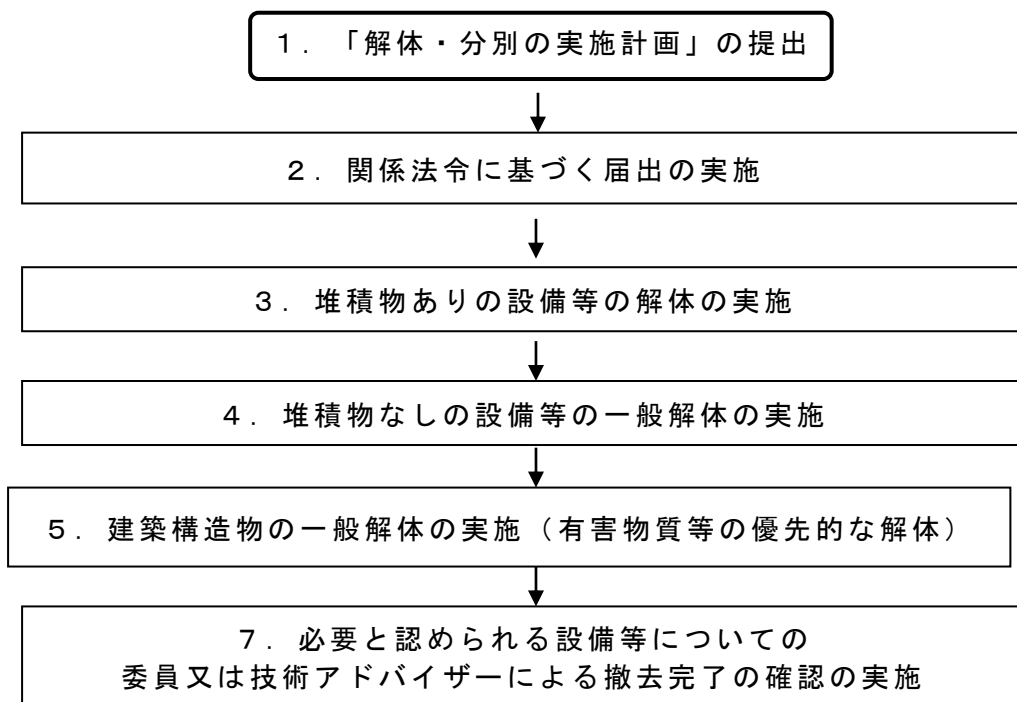 １．「解体・分別の実施計画」の提出
２．関係法令に基づく届出の実施
３．堆積物ありの設備等の解体の実施
４．堆積物なしの設備等の一般解体の実施
５．建築構造物の一般解体の実施（有害物質等の優先的な解体）
７．必要と認められる設備等についての
委員又は技術アドバイザーによる撤去完了の確認の実施